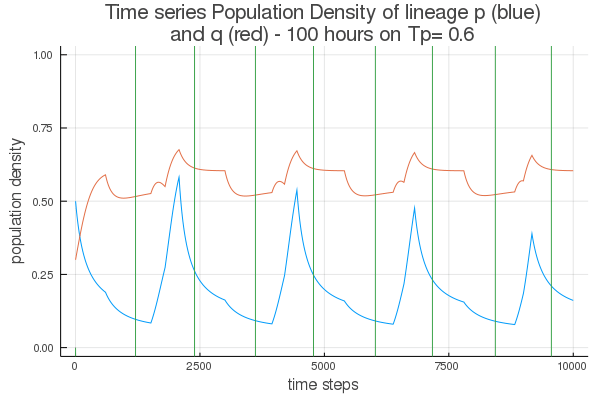 Time series Population Density of lineage p (blue)
and q (red) - 100 hours on Tp= 0.6
1.00
0.75
0.50
0.25
0.00
population density
0 2500 5000 7500 10000
time steps